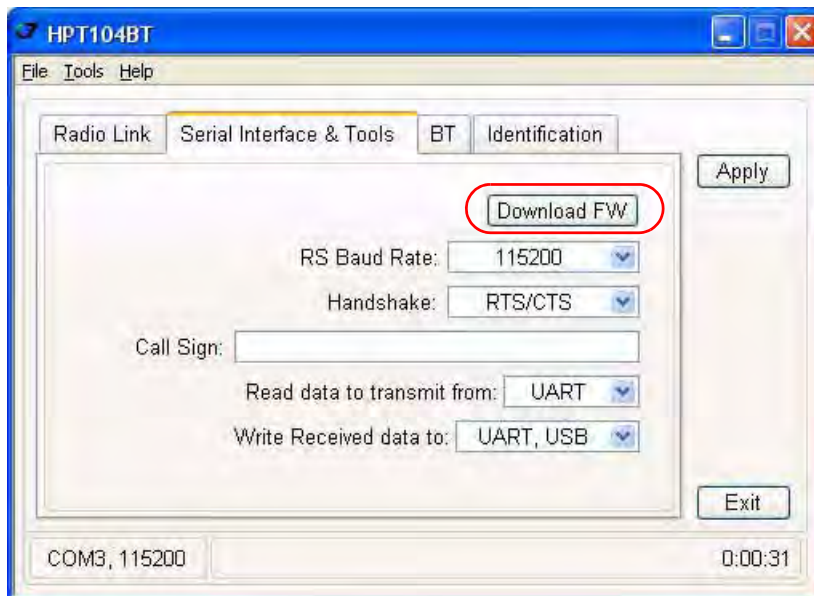 HPT104BT
File Tools Help
Radio Link Serial Interface & Tools BT Identification
Apply
Download FW
RS Baud Rate: 115200
Handshake: RTS/CTS
Call Sign:
Read data to transmit from: UART
Write Received data to: UART, USB
Exit
COM3, 115200 0:00:31